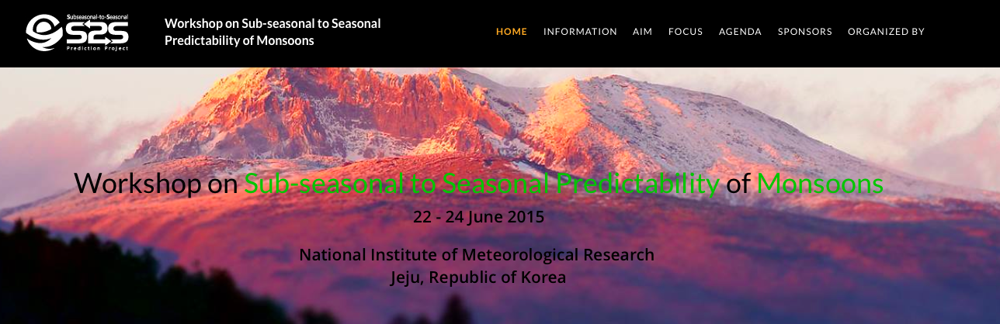 Subseasonal-to-Seasonal
S2S
Prediction Project
Workshop on Sub-seasonal to Seasonal
Predictability of Monsoons
HOME INFORMATION AIM FOCUS AGENDA SPONSORS ORGANIZED BY
Workshop on Sub-seasonal to Seasonal Predictability of Monsoons
22 - 24 June 2015
National Institute of Meteorological Research
Jeju, Republic of Korea